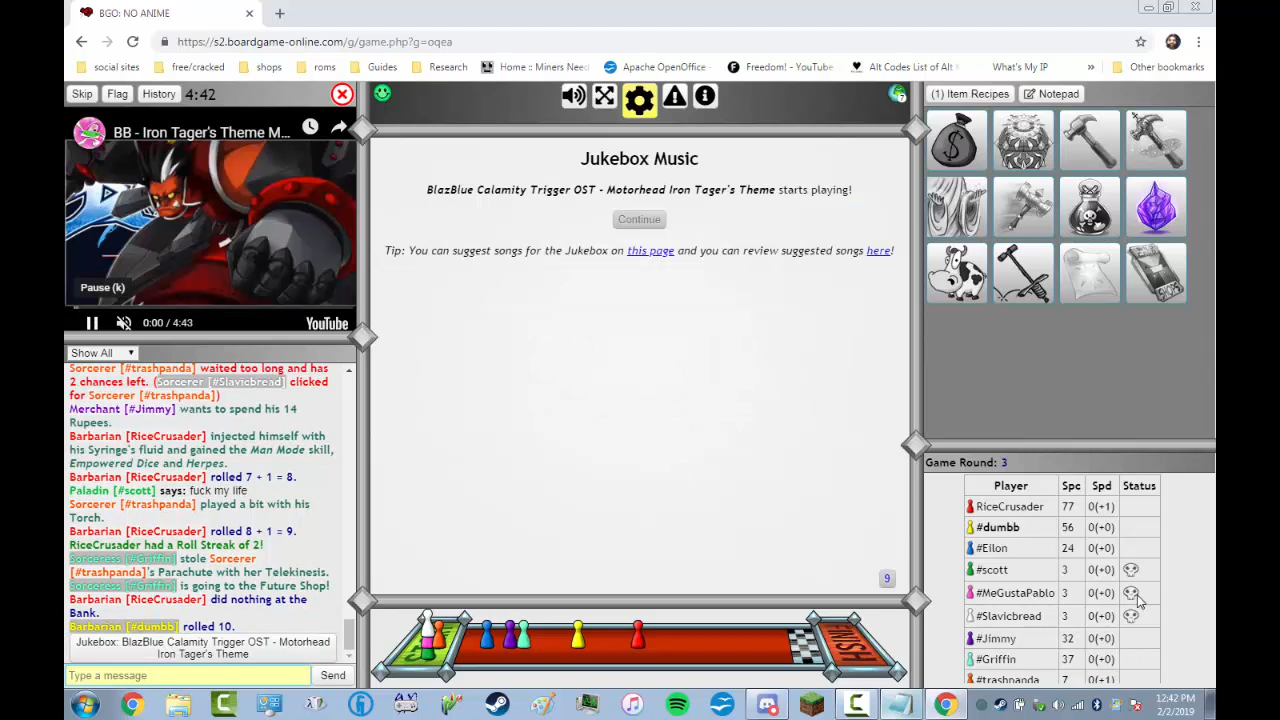 BGO: NO ANIME
https://s2.boardgame-online.com/g/game.php?g=oqea
social sites free/cracked shops roms Guides Research Home :: Miners Need Apache OpenOffice Freedom! - YouTube Alt Codes List of Alt What's My IP » Other bookmarks
Skip Flag History 4:42
BB - Iron Tager's Theme M...
Pause (k)
0:00 / 4:43 YouTube
Show All
Sorcerer [#trashpanda] waited too long and has
2 chances left. (Sorcerer [#Slavicbread] clicked
for Sorcerer [#trashpanda])
Merchant [#Jimmy] wants to spend his 14
Rupees.
Barbarian [RiceCrusader] injected himself with
his Syringe's fluid and gained the Man Mode skill,
Empowered Dice and Herpes.
Barbarian [RiceCrusader] rolled 7 + 1 = 8.
Paladin [#scott] says: fuck my life
Sorcerer [#trashpanda] played a bit with his
Torch.
Barbarian [RiceCrusader] rolled 8 + 1 = 9.
RiceCrusader had a Roll Streak of 2!
Sorceress [#Griffin] stole Sorcerer
[#trashpanda]'s Parachute with her Telekinesis.
Sorceress [#Griffin] is going to the Future Shop!
Barbarian [RiceCrusader] did nothing at the
Bank.
Barbarian [#dumbb] rolled 10.
Jukebox: BlazBlue Calamity Trigger OST - Motorhead
Iron Tager's Theme
Type a message Send
Jukebox Music
BlazBlue Calamity Trigger OST - Motorhead Iron Tager's Theme starts playing!
Continue
Tip: You can suggest songs for the Jukebox on this page and you can review suggested songs here!
9
FINISH
(1) Item Recipes Notepad
Game Round: 3
Player Spc Spd Status
RiceCrusader 77 0(+1)
#dumbb 56 0(+0)
#Eilon 24 0(+0)
#scott 3 0(+0)
#MeGustaPablo 3 0(+0)
#Slavicbread 3 0(+0)
#Jimmy 32 0(+0)
#Griffin 37 0(+0)
#trashpanda 7 0(+1)
12:42 PM
2/2/2019